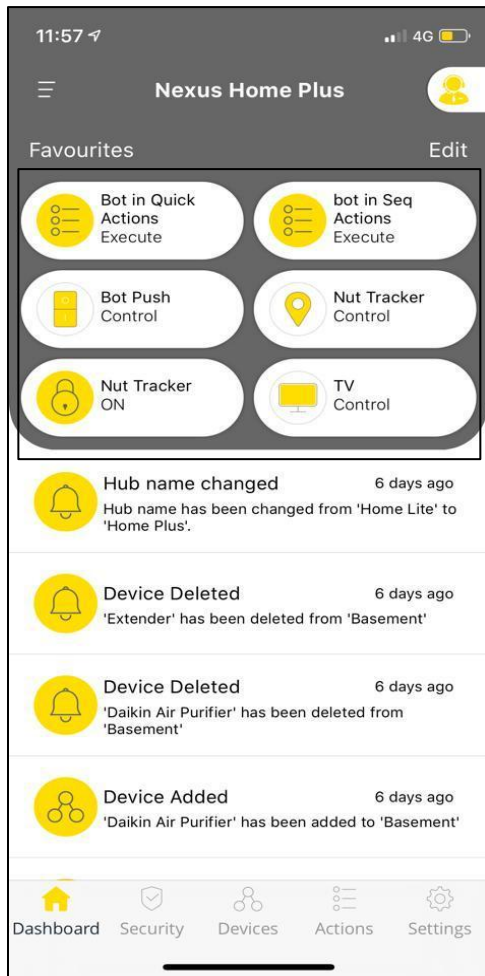 11:57
4G
Nexus Home Plus
Favourites
Edit
Bot in Quick
Actions
Execute
bot in Seq
Actions
Execute
Bot Push
Control
Nut Tracker
Control
Nut Tracker
ON
TV
Control
Hub name changed
6 days ago
Hub name has been changed from 'Home Lite' to
'Home Plus'.
Device Deleted
6 days ago
'Extender' has been deleted from 'Basement'
Device Deleted
6 days ago
'Daikin Air Purifier' has been deleted from
'Basement'
Device Added
6 days ago
'Daikin Air Purifier' has been added to 'Basement'
Dashboard
Security
Devices
Actions
Settings